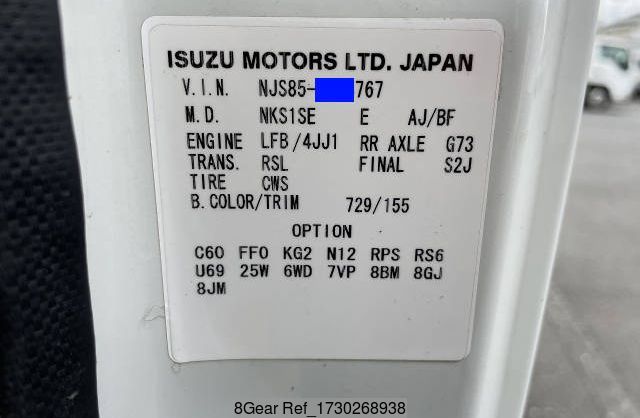 ISUZU MOTORS LTD. JAPAN
V.I.N. NJS85- 767
M.D. NKS1SE E AJ/BF
ENGINE LFB/4JJ1 RR AXLE G73
TRANS. RSL FINAL S2J
TIRE CWS
B.COLOR/TRIM 729/155
OPTION
C60 FF0 KG2 N12 RPS RS6
U69 25W 6WD 7VP 8BM 8GJ
8JM
8Gear Ref_1730268938